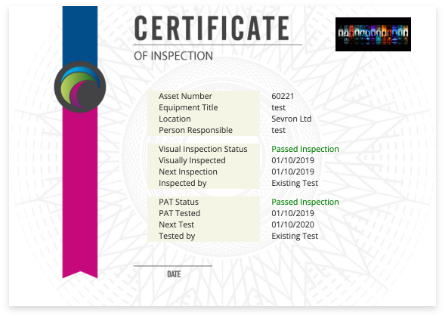 CERTIFICATE
OF INSPECTION
Asset Number 60221
Equipment Title test
Location Sevron Ltd
Person Responsible test
Visual Inspection Status Passed Inspection
Visually Inspected 01/10/2019
Next Inspection 01/10/2019
Inspected by Existing Test
PAT Status Passed Inspection
PAT Tested 01/10/2019
Next Test 01/10/2020
Tested by Existing Test
DATE